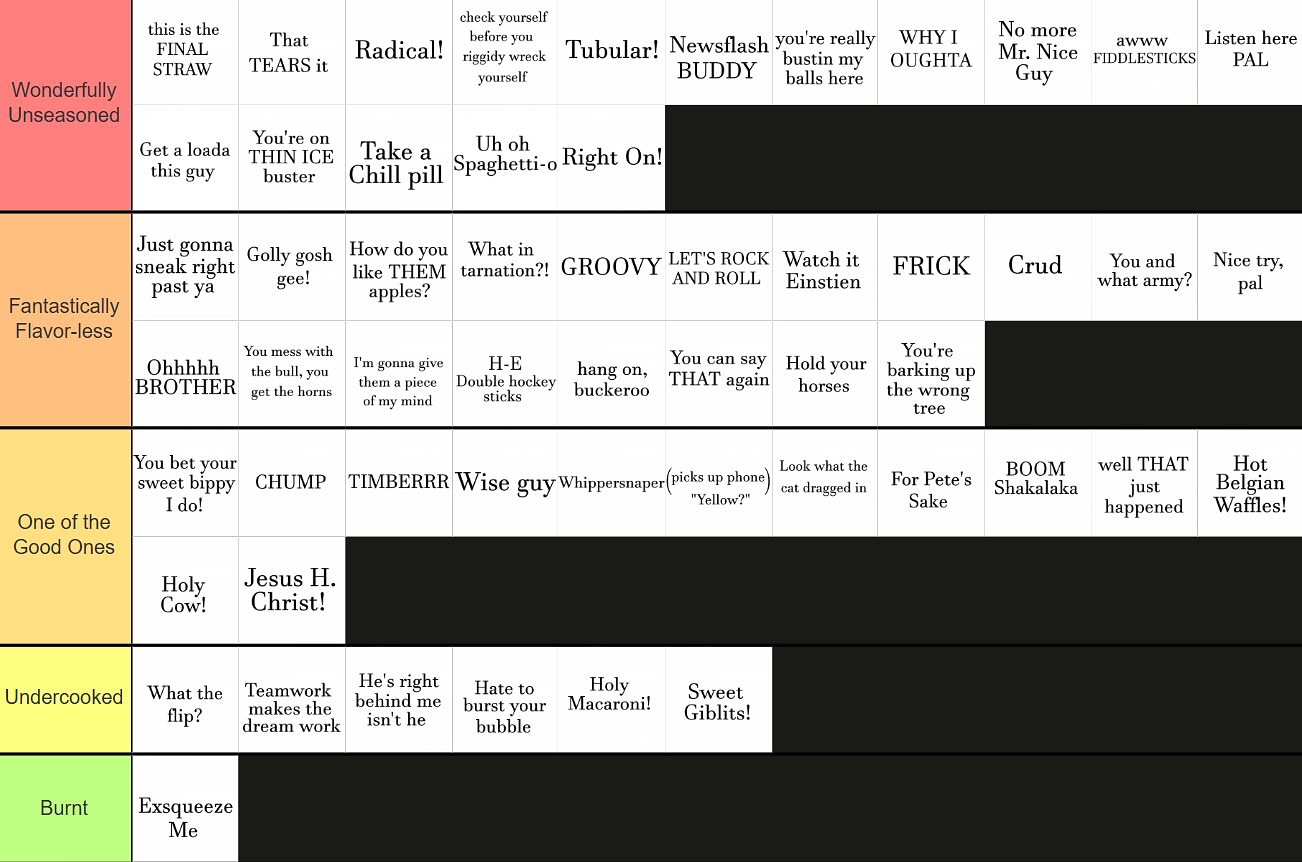 Wonderfully
Unseasoned
this is the
FINAL
STRAW
That
TEARS it
Radical!
check yourself
before you
riggidy wreck
yourself
Tubular!
Newsflash
BUDDY
you're really
bustin my
balls here
WHY I
OUGHTA
No more
Mr. Nice
Guy
awww
FIDDLESTICKS
Listen here
PAL
Get a loada
this guy
You're on
THIN ICE
buster
Take a
Chill pill
Uh oh
Spaghetti-o
Right On!
Fantastically
Flavor-less
Just gonna
sneak right
past ya
Golly gosh
gee!
How do you
like THEM
apples?
What in
tarnation?!
GROOVY
LET'S ROCK
AND ROLL
Watch it
Einstien
FRICK
Crud
You and
what army?
Nice try,
pal
Ohhhhh
BROTHER
You mess with
the bull, you
get the horns
I'm gonna give
them a piece
of my mind
H-E
Double hockey
sticks
hang on,
buckeroo
You can say
THAT again
Hold your
horses
You're
barking up
the wrong
tree
One of the
Good Ones
You bet your
sweet bippy
I do!
CHUMP
TIMBERRR
Wise guy
Whippersnaper
(picks up phone)
"Yellow?"
Look what the
cat dragged in
For Pete's
Sake
BOOM
Shakalaka
well THAT
just
happened
Hot
Belgian
Waffles!
Holy
Cow!
Jesus H.
Christ!
Undercooked
What the
flip?
Teamwork
makes the
dream work
He's right
behind me
isn't he
Hate to
burst your
bubble
Holy
Macaroni!
Sweet
Giblits!
Burnt
Exsqueeze
Me